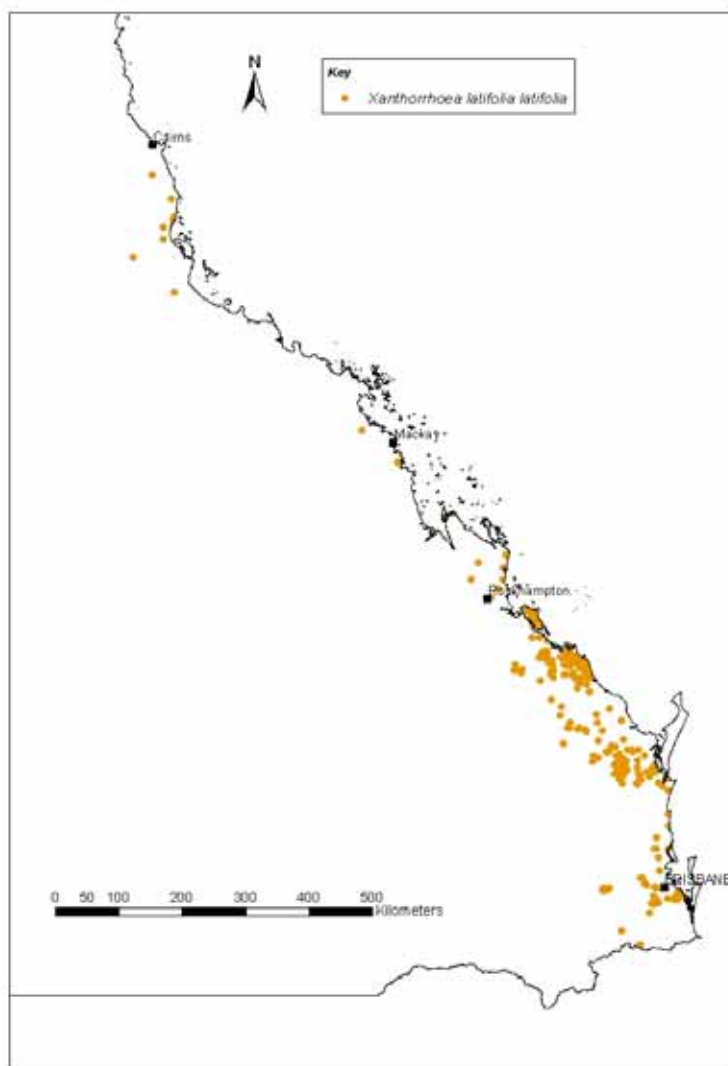 N
Key
Xanthorrhoea latifolia latifolia
Cairns
Mackay
Rockhampton
BRISBANE
0 50 100 200 300 400 500
Kilometers